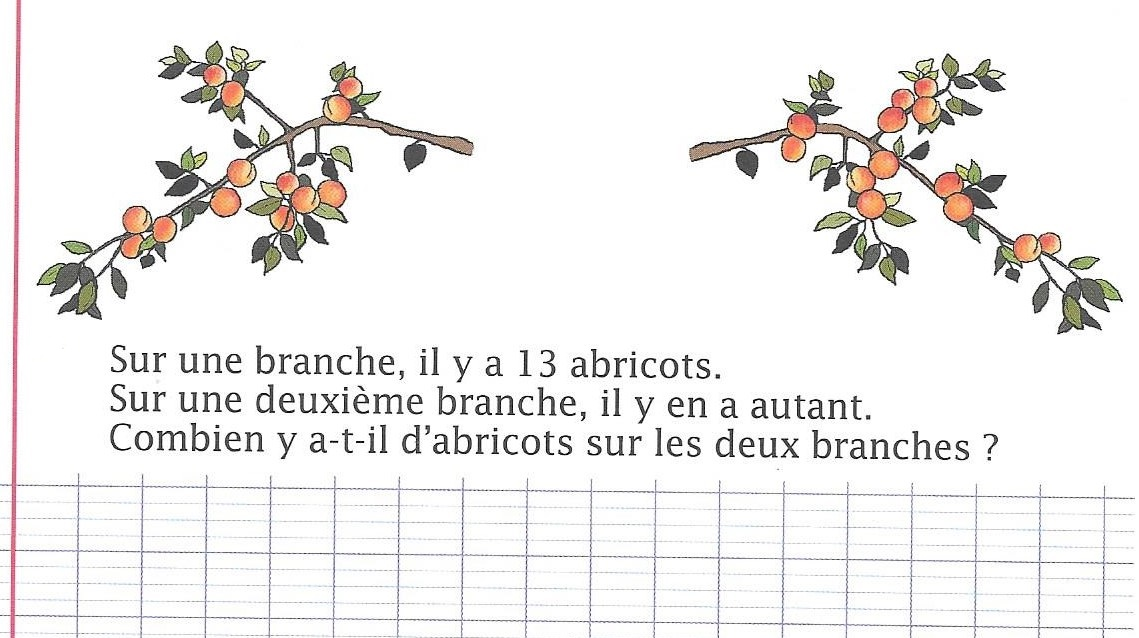 Sur une branche, il y a 13 abricots.
Sur une deuxième branche, il y en a autant.
Combien y a-t-il d’abricots sur les deux branches ?